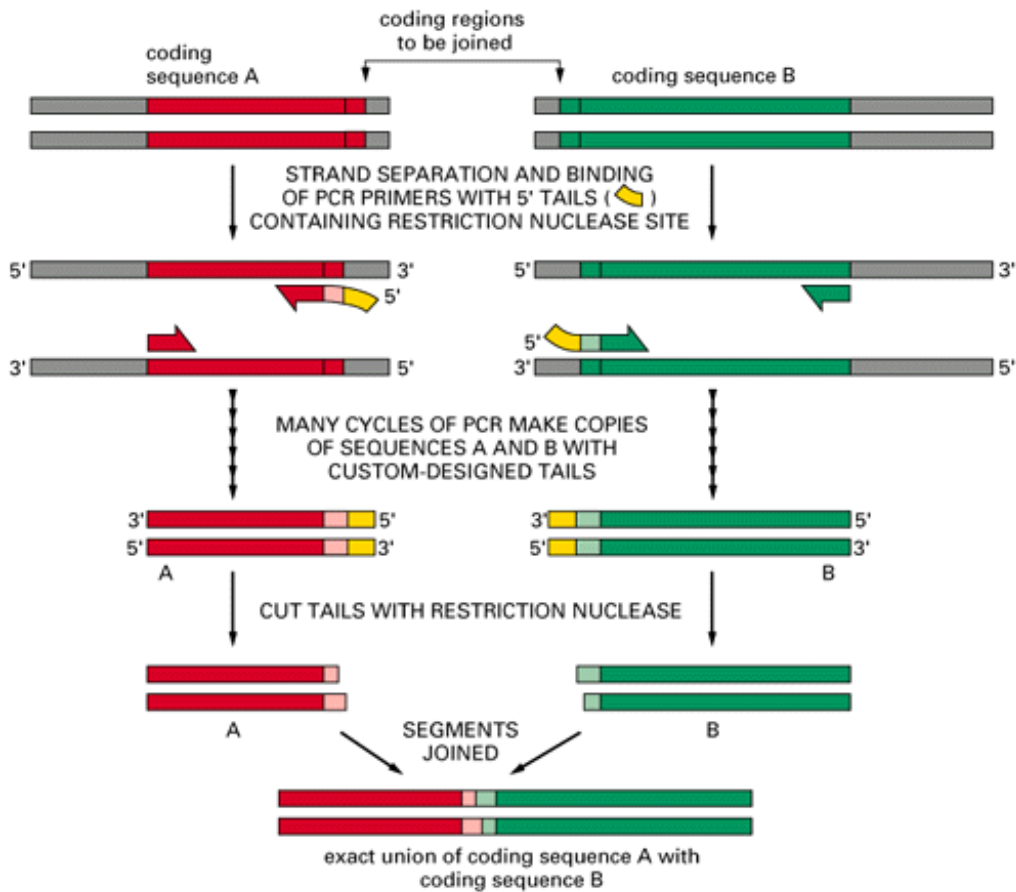 coding regions
to be joined
coding
sequence A
coding sequence B
STRAND SEPARATION AND BINDING
OF PCR PRIMERS WITH 5' TAILS ( )
CONTAINING RESTRICTION NUCLEASE SITE
5' 3' 5' 3'
5'
5'
3' 5' 3' 5'
MANY CYCLES OF PCR MAKE COPIES
OF SEQUENCES A AND B WITH
CUSTOM-DESIGNED TAILS
3' 5' 3' 5'
5' 3' 5' 3'
A B
CUT TAILS WITH RESTRICTION NUCLEASE
A B
SEGMENTS
JOINED
exact union of coding sequence A with
coding sequence B